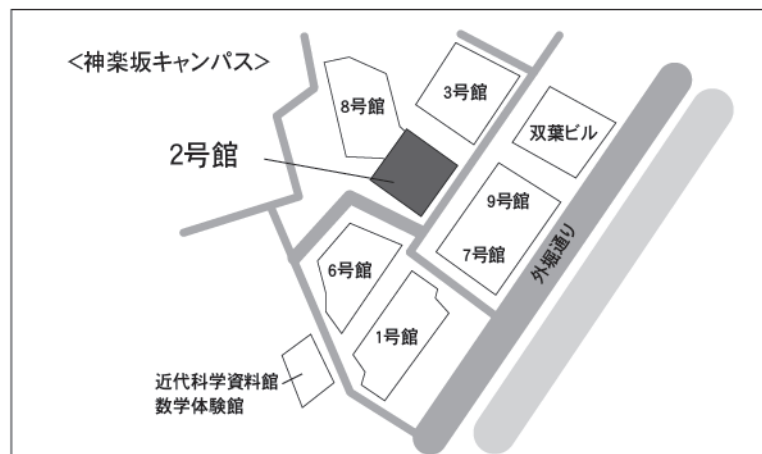 <神楽坂キャンパス>
3号館
8号館
双葉ビル
2号館
9号館
7号館
外堀通り
6号館
1号館
近代科学資料館
数学体験館